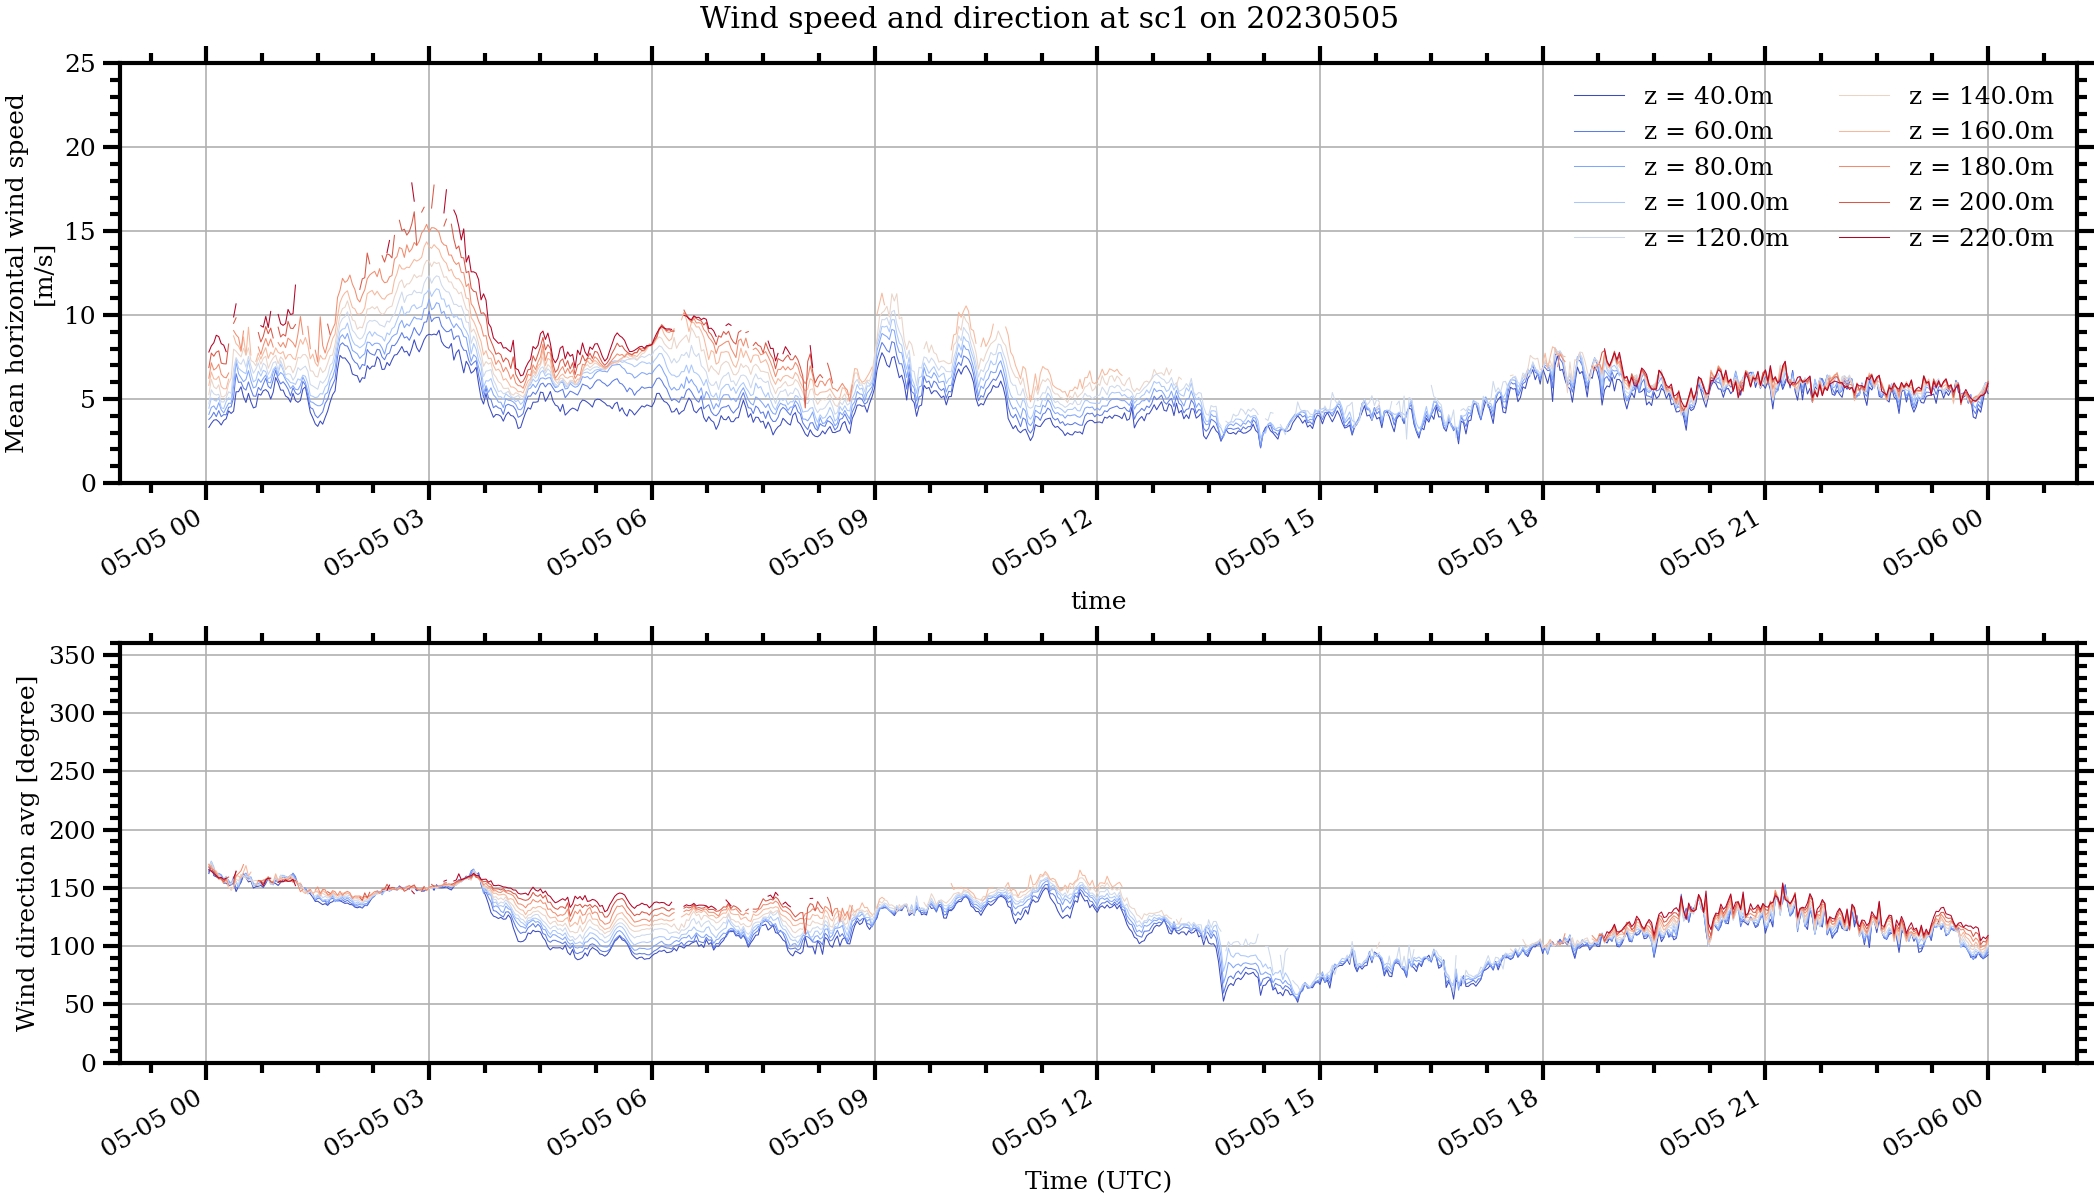 Wind speed and direction at sc1 on 20230505
Mean horizontal wind speed
[m/s]
25
20
15
10
5
0
z = 40.0m
z = 60.0m
z = 80.0m
z = 100.0m
z = 120.0m
z = 140.0m
z = 160.0m
z = 180.0m
z = 200.0m
z = 220.0m
05-05 00
05-05 03
05-05 06
05-05 09
05-05 12
05-05 15
05-05 18
05-05 21
05-06 00
time
Wind direction avg [degree]
350
300
250
200
150
100
50
0
05-05 00
05-05 03
05-05 06
05-05 09
05-05 12
05-05 15
05-05 18
05-05 21
05-06 00
Time (UTC)